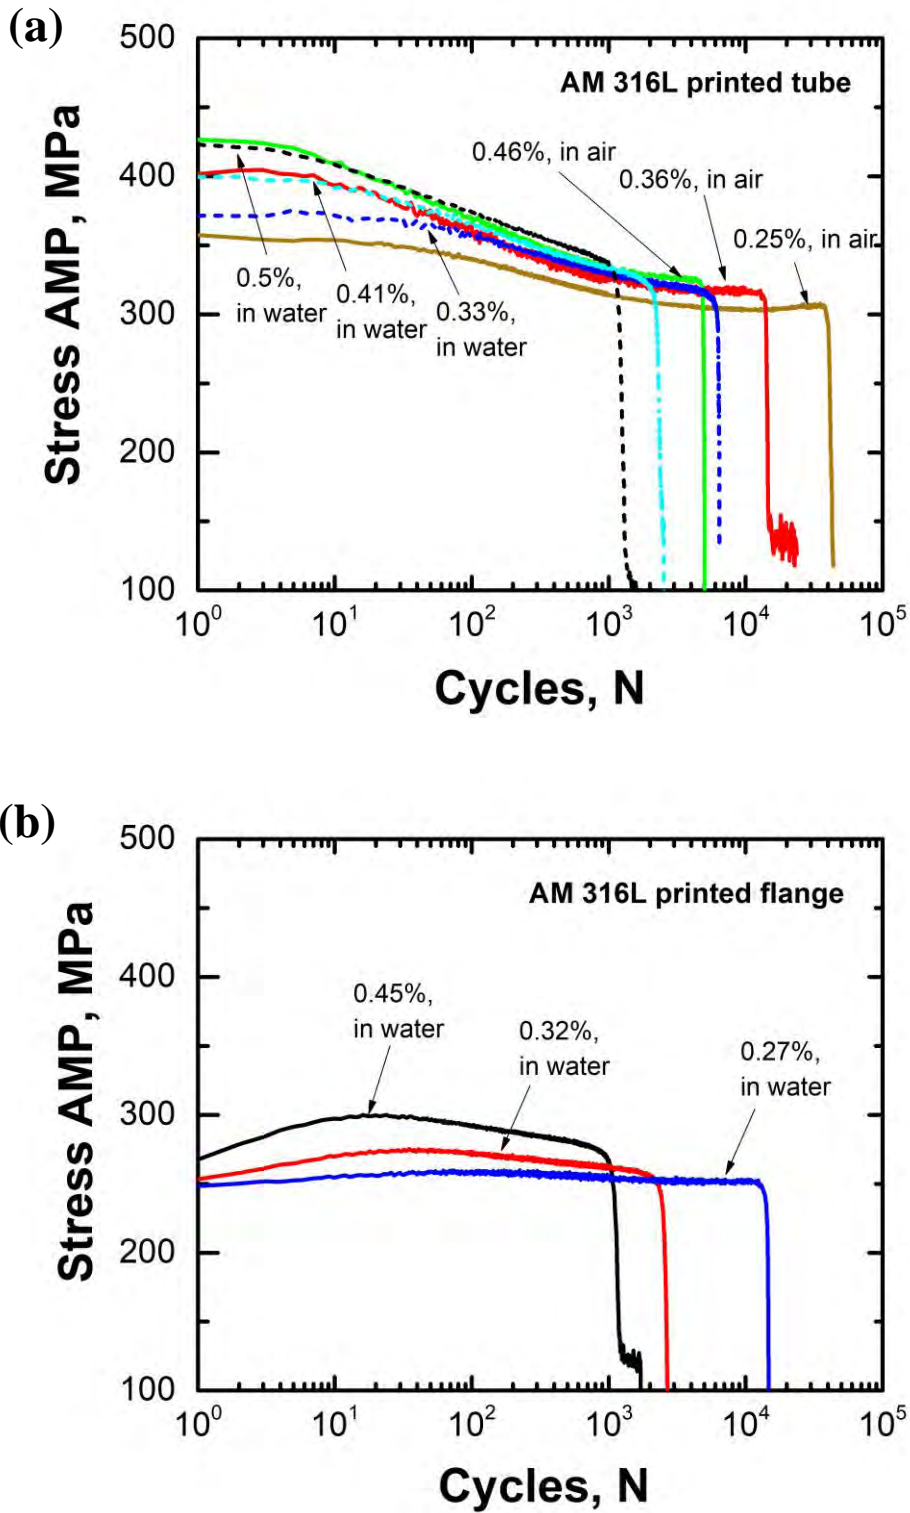 (a)
500
400
300
200
100
Stress AMP, MPa
AM 316L printed tube
0.46%, in air
0.36%, in air
0.25%, in air
0.5%,
in water
0.41%,
in water
0.33%,
in water
10⁰ 10¹ 10² 10³ 10⁴ 10⁵
Cycles, N
(b)
500
400
300
200
100
Stress AMP, MPa
AM 316L printed flange
0.45%,
in water
0.32%,
in water
0.27%,
in water
10⁰ 10¹ 10² 10³ 10⁴ 10⁵
Cycles, N